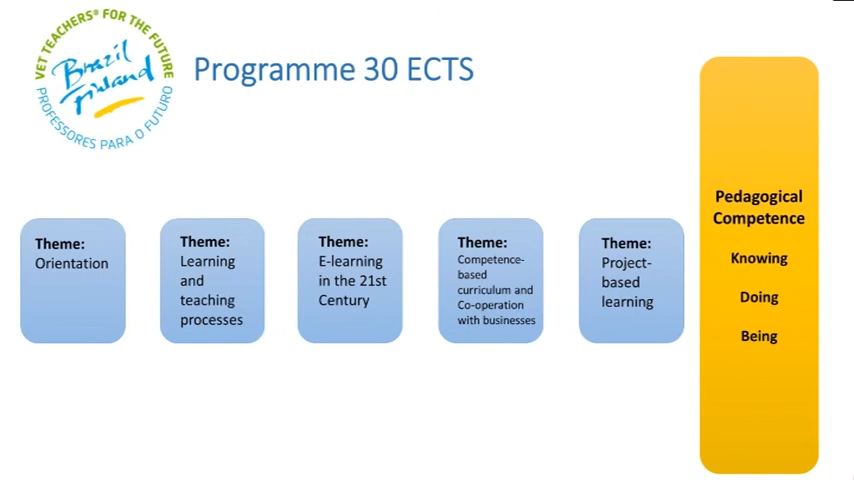 VET TEACHERS® FOR THE FUTURE
Brazil
Finland
PROFESSORES PARA O FUTURO
Programme 30 ECTS
Theme:
Orientation
Theme:
Learning
and
teaching
processes
Theme:
E-learning
in the 21st
Century
Theme:
Competence-
based
curriculum and
Co-operation
with businesses
Theme:
Project-
based
learning
Pedagogical
Competence
Knowing
Doing
Being